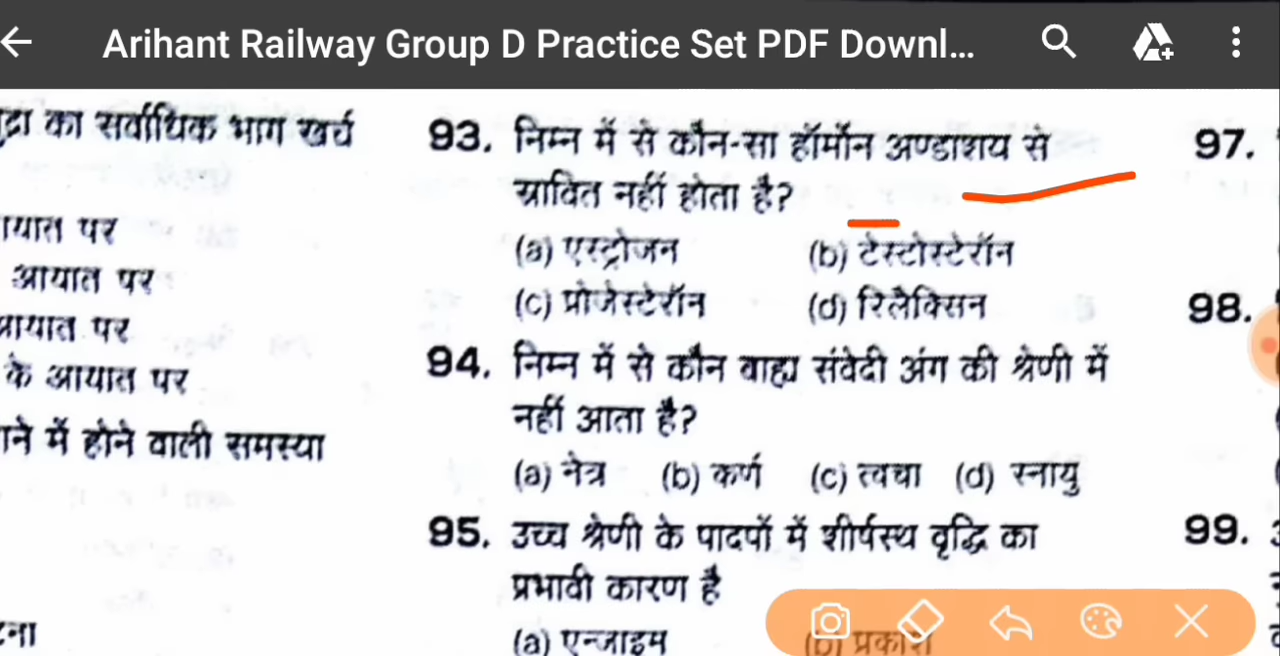 Arihant Railway Group D Practice Set PDF Downl...
का सर्वाधिक भाग खर्च
पर
आयात पर
पर
के आयात पर
में होने वाली समस्या
93. निम्न में से कौन-सा हॉर्मोन अण्डाशय से
स्रावित नहीं होता है?
(a) एस्ट्रोजन (b) टेस्टोस्टेरॉन
(c) प्रोजेस्टेरॉन (d) रिलैक्सिन
94. निम्न में से कौन बाह्य संवेदी अंग की श्रेणी में
नहीं आता है?
(a) नेत्र (b) कर्ण (c) त्वचा (d) स्नायु
95. उच्च श्रेणी के पादपों में शीर्षस्थ वृद्धि का
प्रभावी कारण है
(a) एन्जाइम (b) प्रकाश
97.
98.
99.